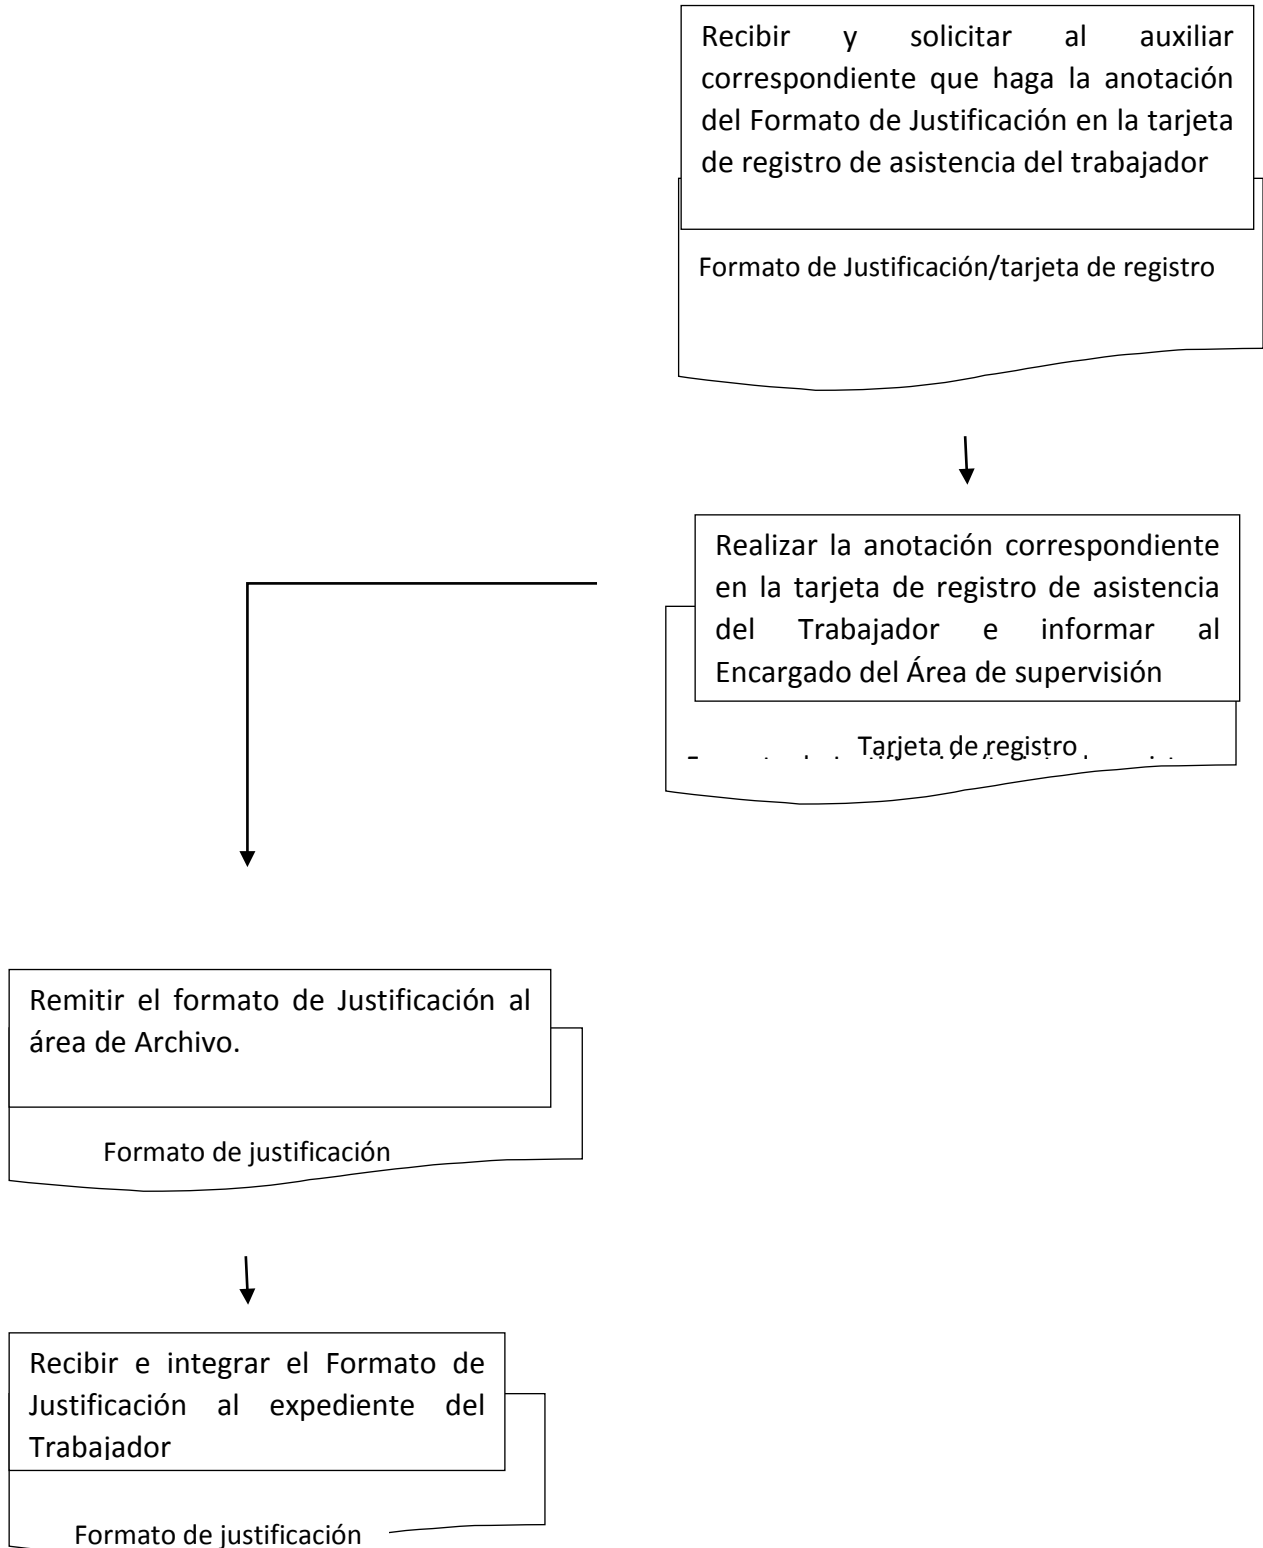 Recibir y solicitar al auxiliar
correspondiente que haga la anotación
del Formato de Justificación en la tarjeta
de registro de asistencia del trabajador
Formato de Justificación/tarjeta de registro
Realizar la anotación correspondiente
en la tarjeta de registro de asistencia
del Trabajador e informar al
Encargado del Área de supervisión
Tarjeta de registro
Remitir el formato de Justificación al
área de Archivo.
Formato de justificación
Recibir e integrar el Formato de
Justificación al expediente del
Trabajador
Formato de justificación